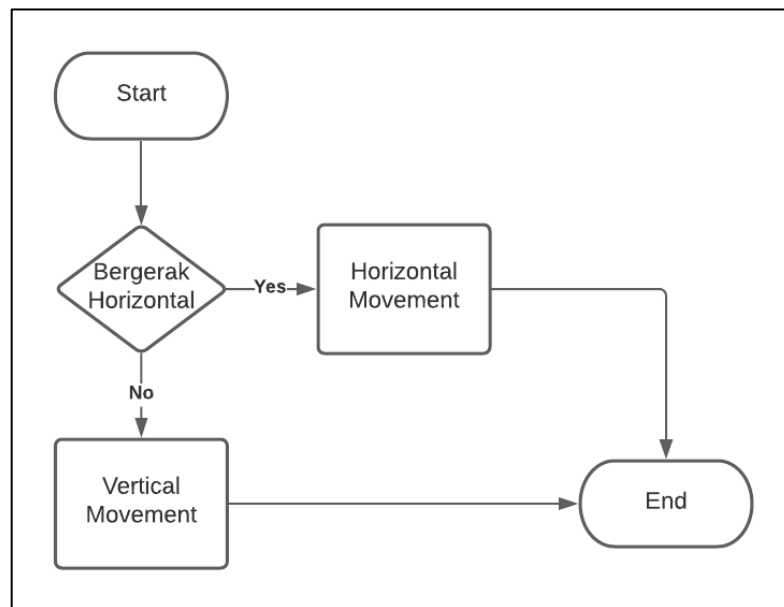 Start
Bergerak
Horizontal
Yes
Horizontal
Movement
No
Vertical
Movement
End